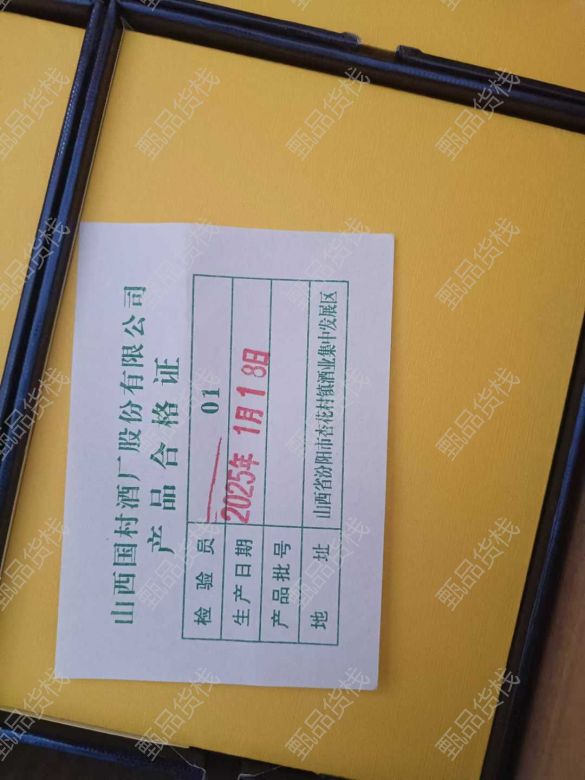 山西国村酒厂股份有限公司
产品合格证
检验员 01
生产日期 2025年1月18日
产品批号
地址 山西省汾阳市杏花村镇酒业集中发展区
甄品货栈